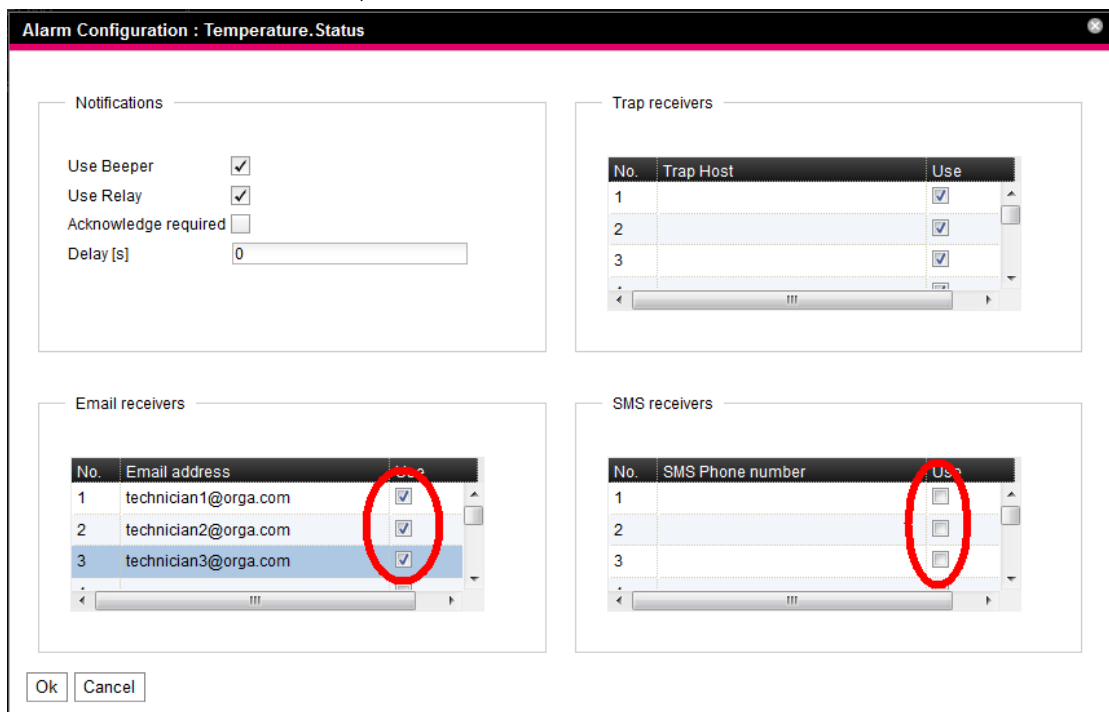 Alarm Configuration : Temperature.Status
Notifications
Use Beeper
Use Relay
Acknowledge required
Delay [s] 0
Trap receivers
No. Trap Host Use
1
2
3
Email receivers
No. Email address Use
1 technician1@orga.com
2 technician2@orga.com
3 technician3@orga.com
SMS receivers
No. SMS Phone number Use
1
2
3
Ok Cancel